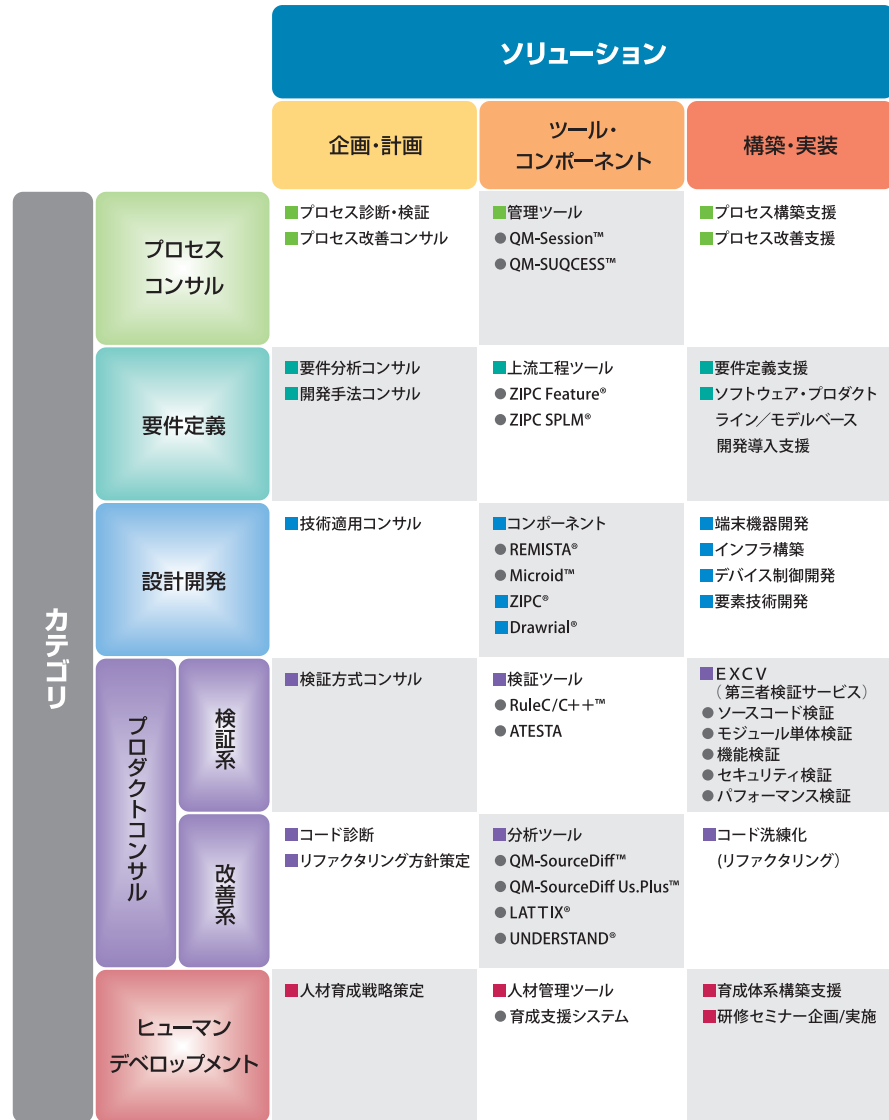 ソリューション
企画・計画
ツール・
コンポーネント
構築・実装
カテゴリ
プロセス
コンサル
■プロセス診断・検証
■プロセス改善コンサル
■管理ツール
●QM-Session™
●QM-SUQCESS™
■プロセス構築支援
■プロセス改善支援
要件定義
■要件分析コンサル
■開発手法コンサル
■上流工程ツール
●ZIPC Feature®
●ZIPC SPLM®
■要件定義支援
■ソフトウェア・プロダクト
ライン／モデルベース
開発導入支援
設計開発
■技術適用コンサル
■コンポーネント
●REMISTA®
●Microid™
■ZIPC®
■Drawrial®
■端末機器開発
■インフラ構築
■デバイス制御開発
■要素技術開発
プロダクトコンサル
検証系
■検証方式コンサル
■検証ツール
●RuleC/C++™
●ATESTA
■EXCV
（第三者検証サービス）
●ソースコード検証
●モジュール単体検証
●機能検証
●セキュリティ検証
●パフォーマンス検証
改善系
■コード診断
■リファクタリング方針策定
■分析ツール
●QM-SourceDiff™
●QM-SourceDiff Us.Plus™
●LATTIX®
●UNDERSTAND®
■コード洗練化
(リファクタリング）
ヒューマン
デベロップメント
■人材育成戦略策定
■人材管理ツール
●育成支援システム
■育成体系構築支援
■研修セミナー企画/実施